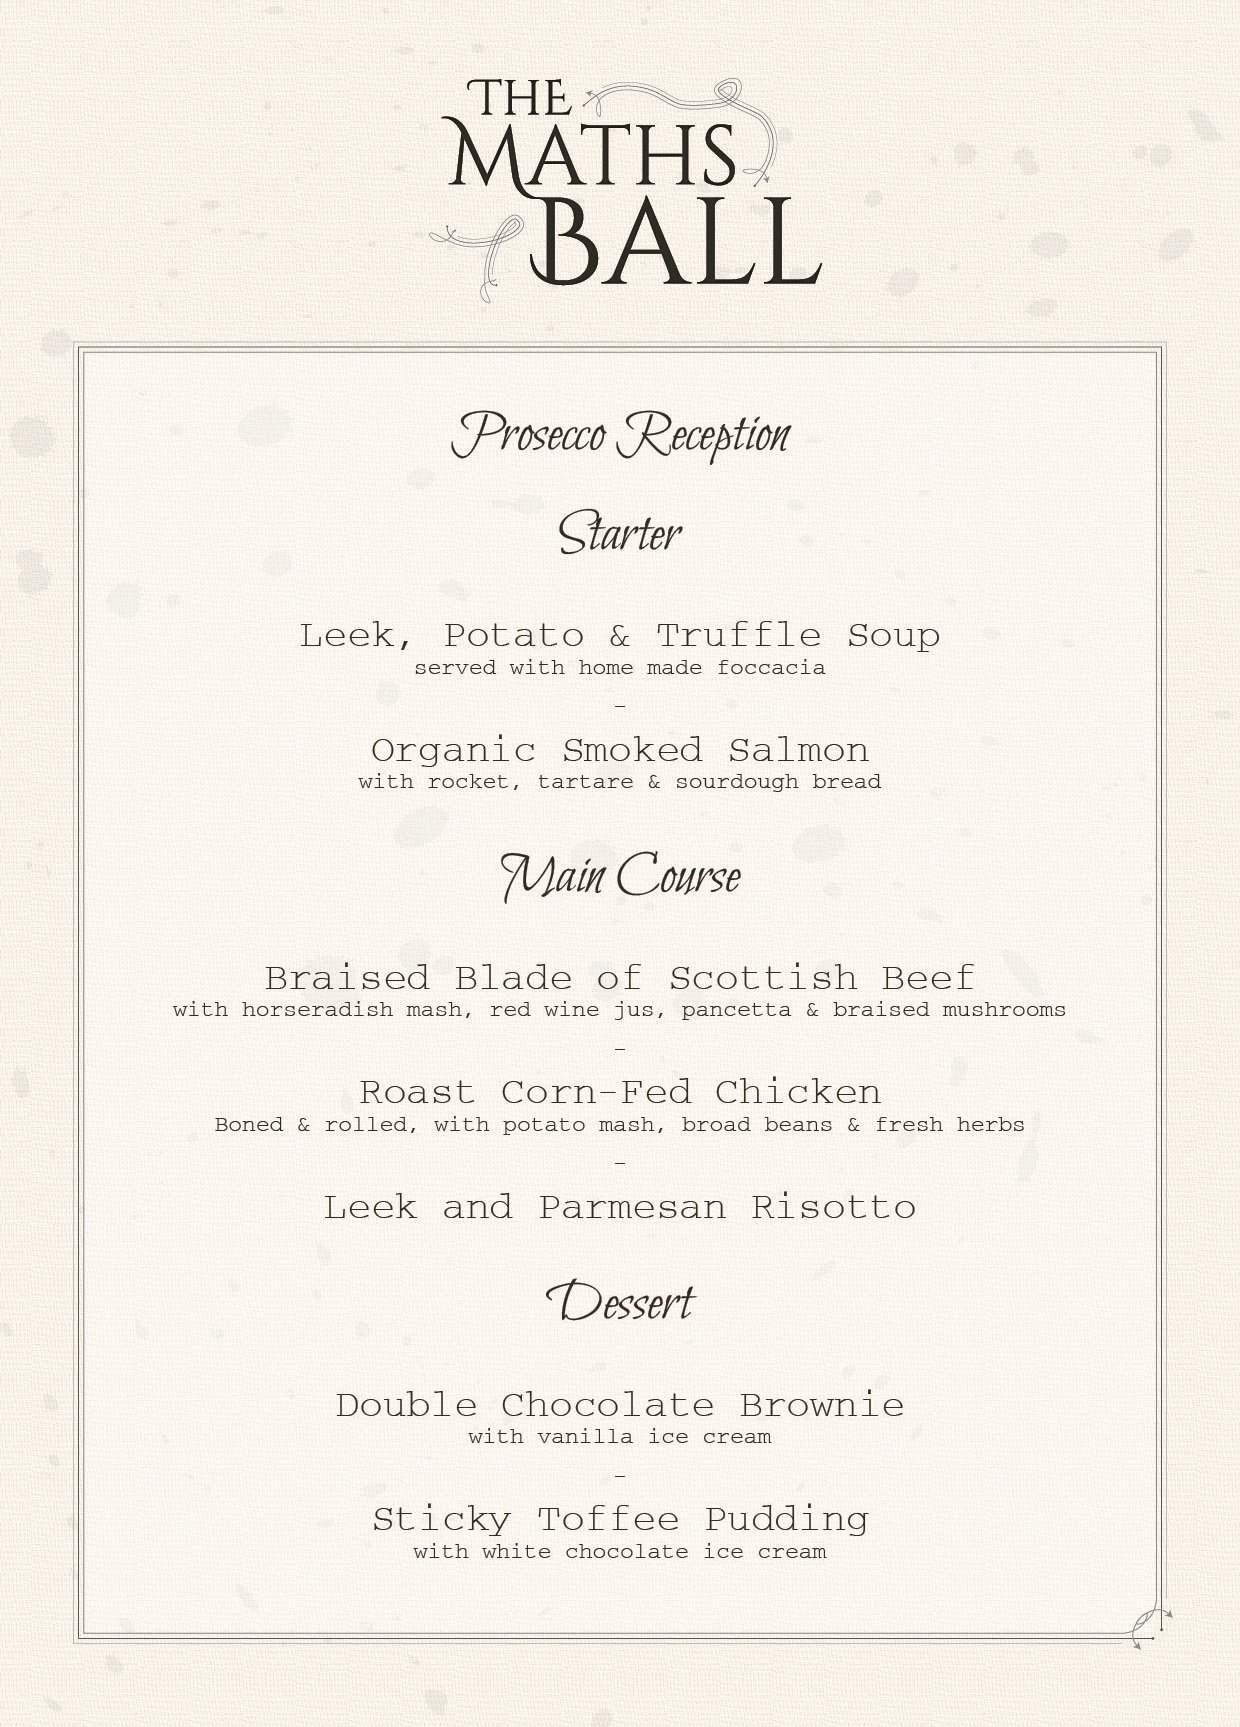 THE
MATHS
BALL
Prosecco Reception
Starter
Leek, Potato & Truffle Soup
served with home made foccacia
-
Organic Smoked Salmon
with rocket, tartare & sourdough bread
Main Course
Braised Blade of Scottish Beef
with horseradish mash, red wine jus, pancetta & braised mushrooms
-
Roast Corn-Fed Chicken
Boned & rolled, with potato mash, broad beans & fresh herbs
-
Leek and Parmesan Risotto
Dessert
Double Chocolate Brownie
with vanilla ice cream
-
Sticky Toffee Pudding
with white chocolate ice cream